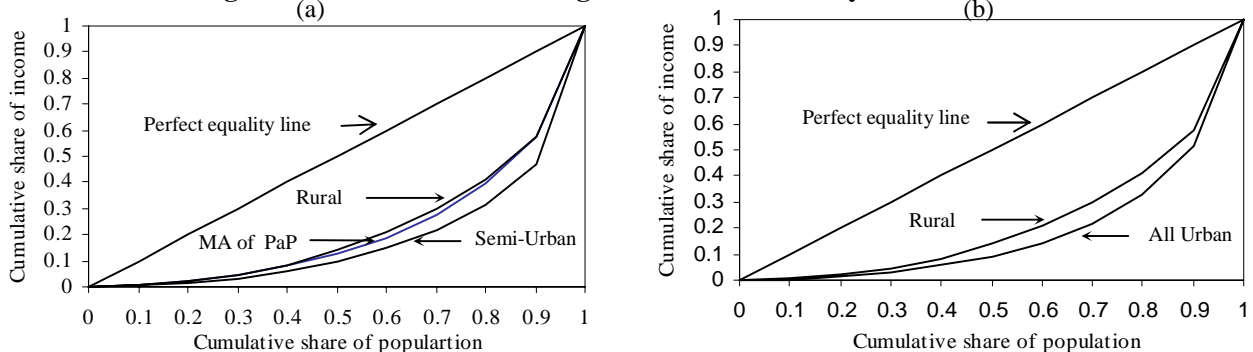 (a)
Cumulative share of income
1
0.9
0.8
0.7
0.6
0.5
0.4
0.3
0.2
0.1
0
Perfect equality line
Rural
MA of PaP
Semi-Urban
0 0.1 0.2 0.3 0.4 0.5 0.6 0.7 0.8 0.9 1
Cumulative share of populartion
(b)
Cumulative share of income
1
0.9
0.8
0.7
0.6
0.5
0.4
0.3
0.2
0.1
0
Perfect equality line
Rural
All Urban
0 0.1 0.2 0.3 0.4 0.5 0.6 0.7 0.8 0.9 1
Cumulative share of population